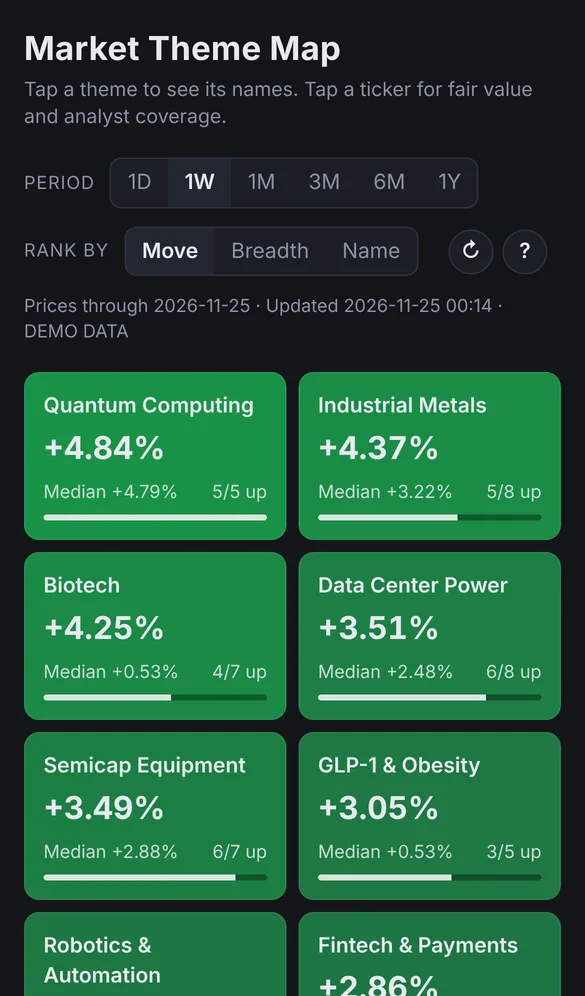 Market Theme Map
Tap a theme to see its names. Tap a ticker for fair value
and analyst coverage.
PERIOD 1D 1W 1M 3M 6M 1Y
RANK BY Move Breadth Name ?
Prices through 2026-11-25 · Updated 2026-11-25 00:14 ·
DEMO DATA
Quantum Computing
+4.84%
Median +4.79% 5/5 up
Industrial Metals
+4.37%
Median +3.22% 5/8 up
Biotech
+4.25%
Median +0.53% 4/7 up
Data Center Power
+3.51%
Median +2.48% 6/8 up
Semicap Equipment
+3.49%
Median +2.88% 6/7 up
GLP-1 & Obesity
+3.05%
Median +0.53% 3/5 up
Robotics &
Automation
Fintech & Payments
+2.86%